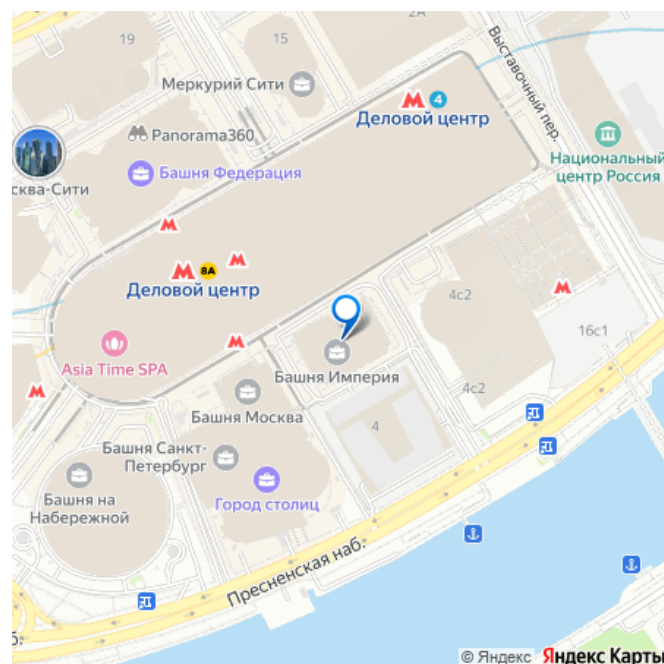 2А
19
15
Выставочный пер.
Меркурий Сити
4
Деловой центр
Panorama360
Национальный
центр Россия
Башня Федерация
сква-Сити
8А
Деловой центр
4с2
16с1
Asia Time SPA
Башня Империя
4с2
Башня Москва
4
Башня Санкт-
Петербург
Башня на
Набережной
Город столиц
Пресненская наб.
б.
© Яндекс Яндекс Карты